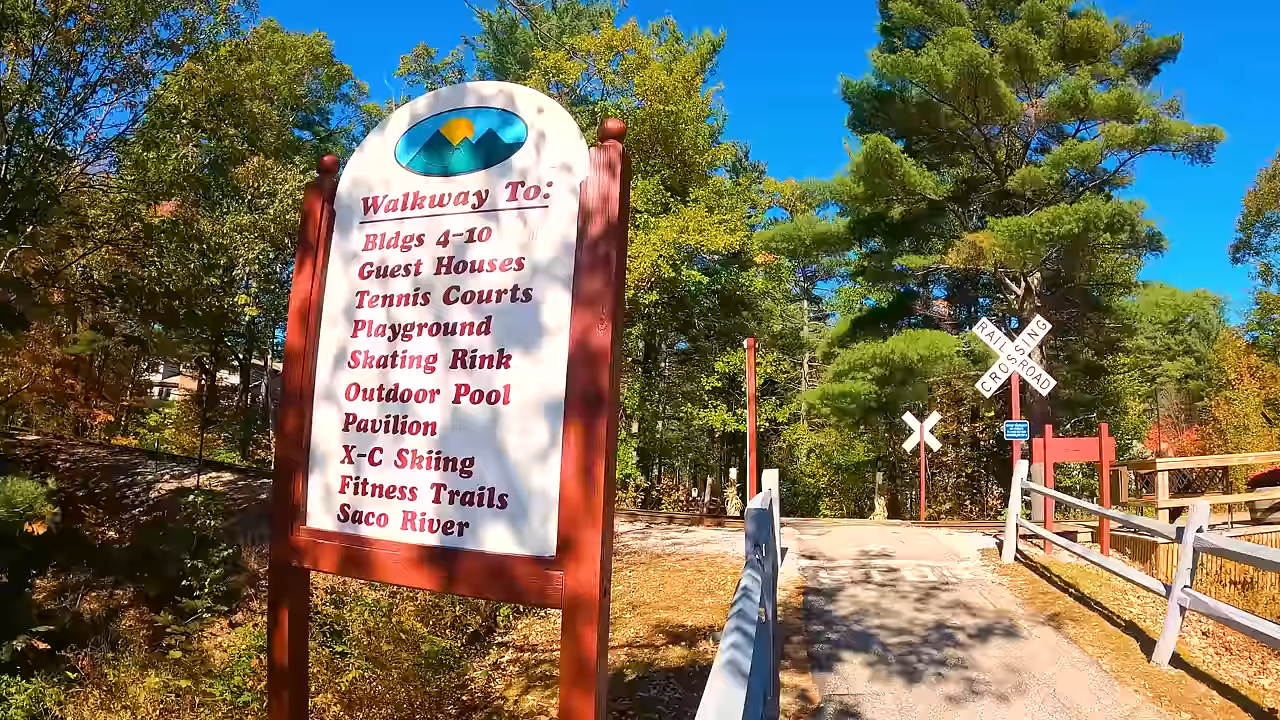 Walkway To:
Bldgs 4-10
Guest Houses
Tennis Courts
Playground
Skating Rink
Outdoor Pool
Pavilion
X-C Skiing
Fitness Trails
Saco River
RAILROAD
CROSSING